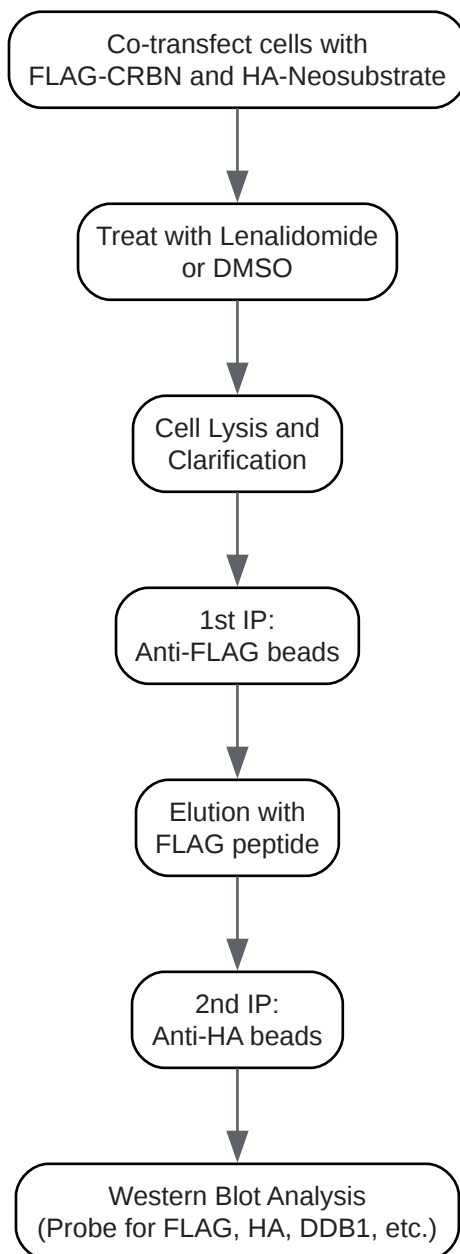 Co-transfect cells with
FLAG-CRBN and HA-Neosubstrate
Treat with Lenalidomide
or DMSO
Cell Lysis and
Clarification
1st IP:
Anti-FLAG beads
Elution with
FLAG peptide
2nd IP:
Anti-HA beads
Western Blot Analysis
(Probe for FLAG, HA, DDB1, etc.)